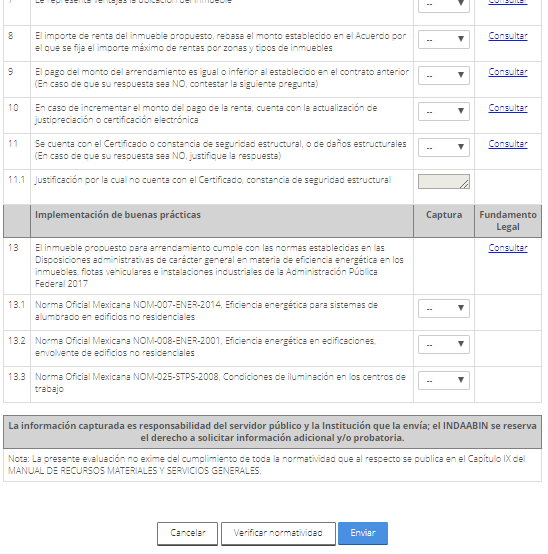 7 Le representa ventajas la ubicación del inmueble -- Consultar
8 El importe de renta del inmueble propuesto, rebasa el monto establecido en el Acuerdo por -- Consultar
el que se fija el importe máximo de rentas por zonas y tipos de inmuebles
9 El pago del monto del arrendamiento es igual o inferior al establecido en el contrato anterior -- Consultar
(En caso de que su respuesta sea NO, contestar la siguiente pregunta)
10 En caso de incrementar el monto del pago de la renta, cuenta con la actualización de -- Consultar
justipreciación o certificación electrónica
11 Se cuenta con el Certificado o constancia de seguridad estructural, o de daños estructurales -- Consultar
(En caso de que su respuesta sea NO, justifique la respuesta)
11.1 Justificación por la cual no cuenta con el Certificado, constancia de seguridad estructural
Implementación de buenas prácticas Captura Fundamento
Legal
13 El inmueble propuesto para arrendamiento cumple con las normas establecidas en las Consultar
Disposiciones administrativas de carácter general en materia de eficiencia energética en los
inmuebles, flotas vehiculares e instalaciones industriales de la Administración Pública
Federal 2017
13.1 Norma Oficial Mexicana NOM-007-ENER-2014, Eficiencia energética para sistemas de --
alumbrado en edificios no residenciales
13.2 Norma Oficial Mexicana NOM-008-ENER-2001, Eficiencia energética en edificaciones, --
envolvente de edificios no residenciales
13.3 Norma Oficial Mexicana NOM-025-STPS-2008, Condiciones de iluminación en los centros de --
trabajo
La información capturada es responsabilidad del servidor público y la Institución que la envía; el INDAABIN se reserva
el derecho a solicitar información adicional y/o probatoria.
Nota: La presente evaluación no exime del cumplimiento de toda la normatividad que al respecto se publica en el Capítulo IX del
MANUAL DE RECURSOS MATERIALES Y SERVICIOS GENERALES.
Cancelar Verificar normatividad Enviar